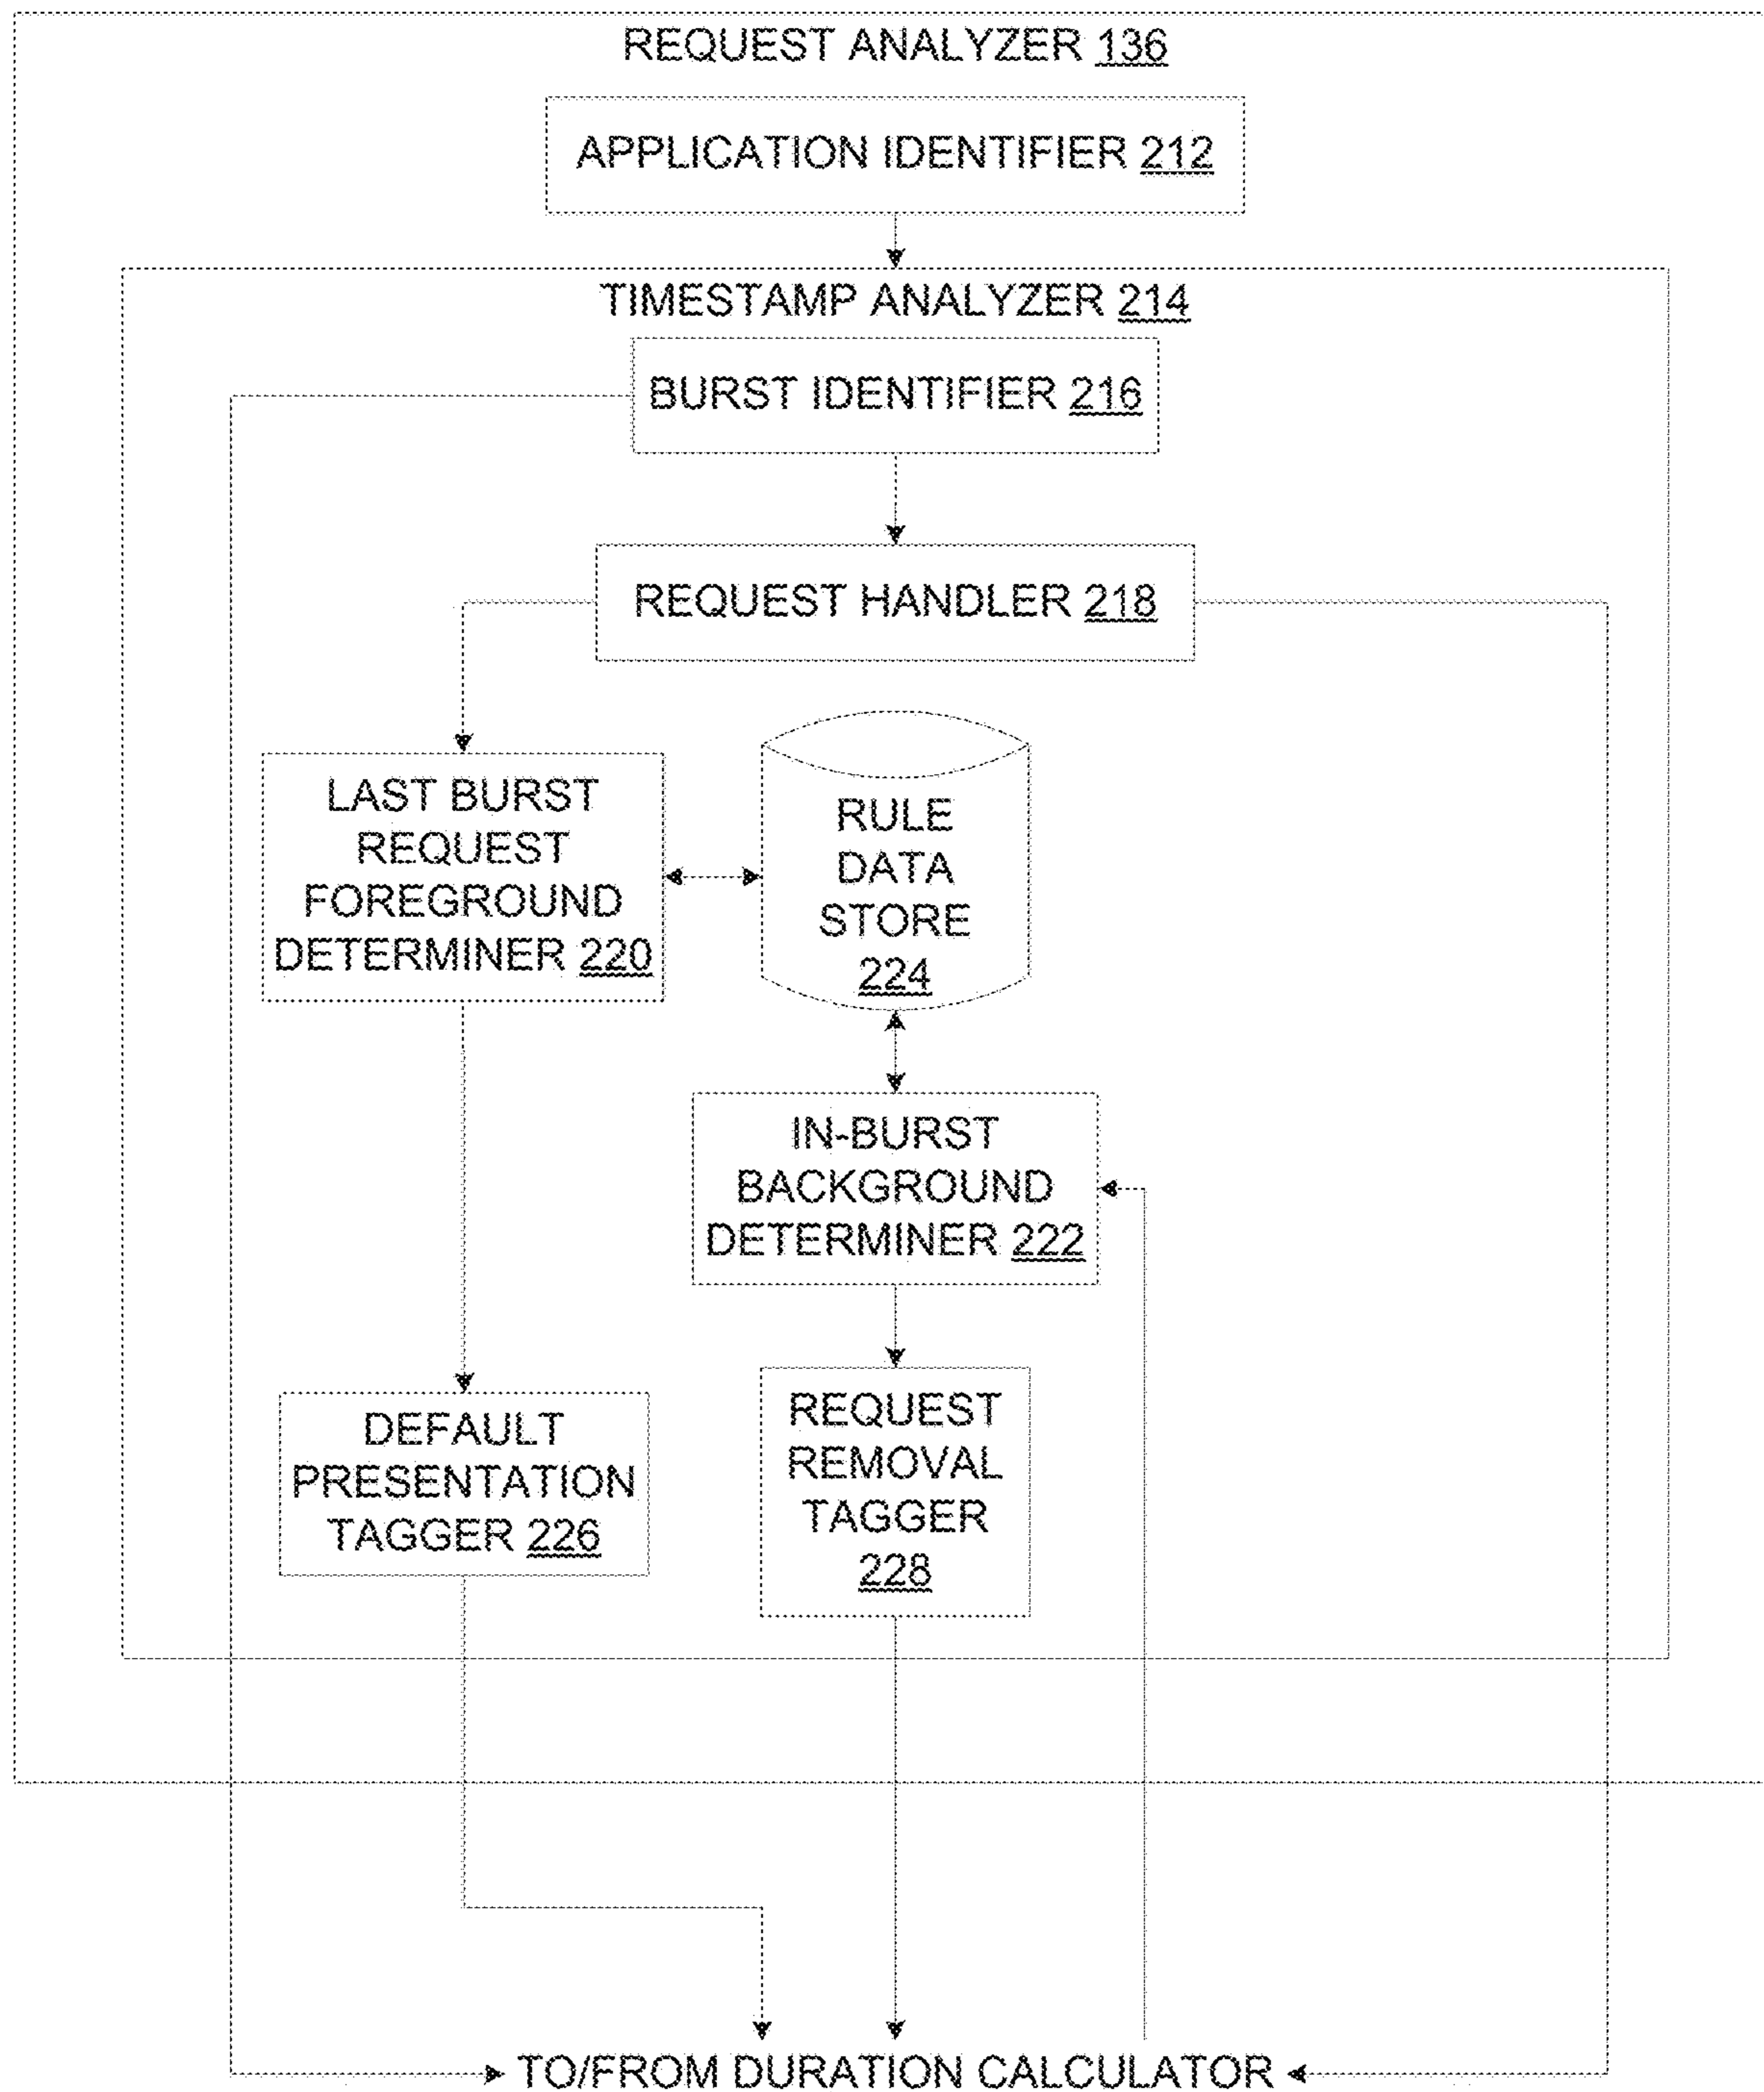 REQUEST ANALYZER 136
APPLICATION IDENTIFIER 212
TIMESTAMP ANALYZER 214
BURST IDENTIFIER 216
REQUEST HANDLER 218
LAST BURST
REQUEST
FOREGROUND
DETERMINER 220
RULE
DATA
STORE
224
IN-BURST
BACKGROUND
DETERMINER 222
DEFAULT
PRESENTATION
TAGGER 226
REQUEST
REMOVAL
TAGGER
228
TO/FROM DURATION CALCULATOR